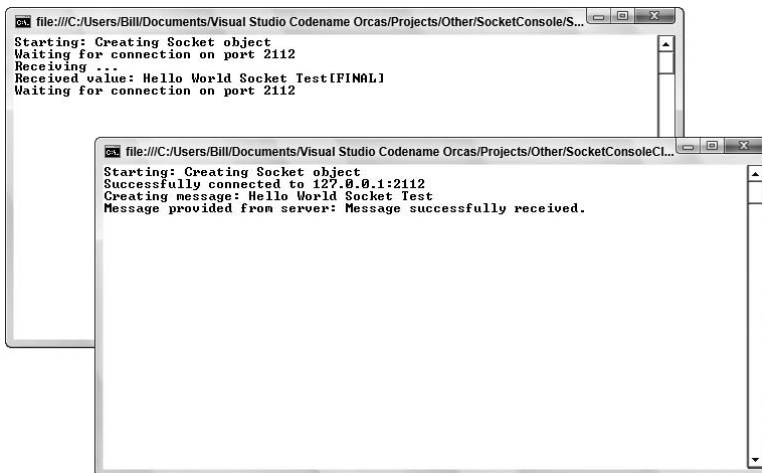 file:///C:/Users/Bill/Documents/Visual Studio Codename Orcas/Projects/Other/SocketConsole/S...
Starting: Creating Socket object
Waiting for connection on port 2112
Receiving ...
Received value: Hello World Socket Test[FINAL]
Waiting for connection on port 2112
file:///C:/Users/Bill/Documents/Visual Studio Codename Orcas/Projects/Other/SocketConsoleCl...
Starting: Creating Socket object
Successfully connected to 127.0.0.1:2112
Creating message: Hello World Socket Test
Message provided from server: Message successfully received.